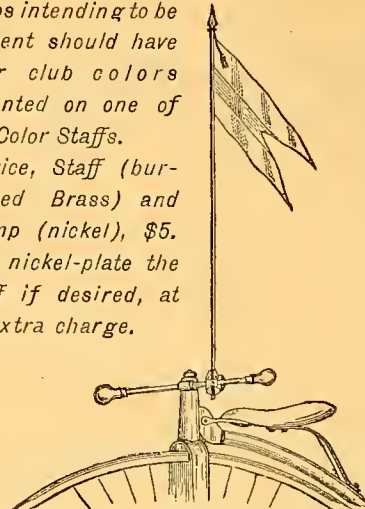 bs intending to be
ent should have
r club colors
nted on one of
Color Staffs.
ice, Staff (bur-
ed Brass) and
mp (nickel), $5.
nickel-plate the
f if desired, at
xtra charge.